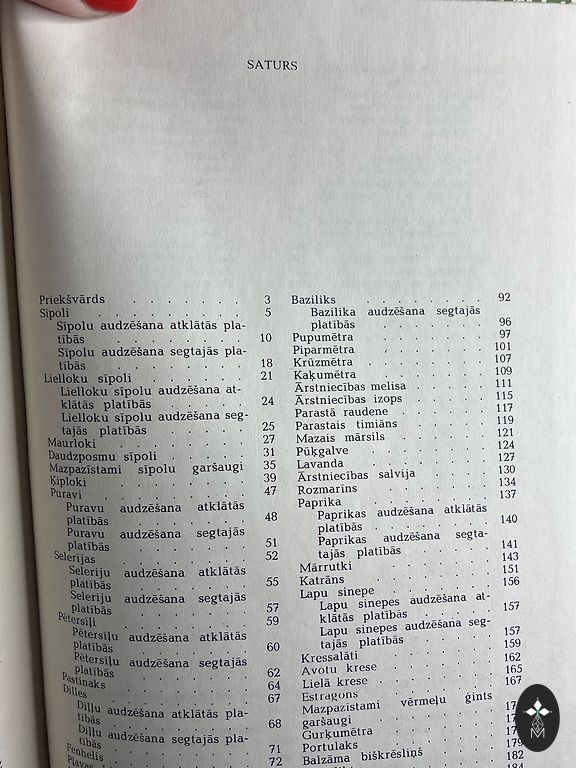 SATURS
Priekšvārds . . . . . . . 3
Sīpoli . . . . . . . . 5
Sīpolu audzēšana atklātās pla-
tībās . . . . . . . 10
Sīpolu audzēšana segtajās pla-
tībās . . . . . . . 18
Lielloku sīpoli . . . . . . 21
Lielloku sīpolu audzēšana at-
klātās platībās . . . . . 24
Lielloku sīpolu audzēšana seg-
tajās platībās . . . . . 25
Maurloki . . . . . . . 27
Daudzposmu sīpoli . . . . . 31
Mazpazīstami sīpolu garšaugi . 35
Ķiploki . . . . . . . . 39
Puravi . . . . . . . . 47
Puravu audzēšana atklātās
platībās . . . . . . 48
Puravu audzēšana segtajās
platībās . . . . . . 51
Selerijas . . . . . . . 52
Seleriju audzēšana atklātās
platībās . . . . . . 55
Seleriju audzēšana segtajās
platībās . . . . . . 57
Pētersīļi . . . . . . . 59
Pētersīļu audzēšana atklātās
platībās . . . . . . 60
Pētersīļu audzēšana segtajās
platībās . . . . . . 62
Pastinaks . . . . . . . 64
Dilles . . . . . . . . 67
Diļļu audzēšana atklātās pla-
tībās . . . . . . . 68
Diļļu audzēšana segtajās pla-
tībās . . . . . . . 71
Fenhelis . . . . . . . 72
Baziliks . . . . . . . 92
Bazilika audzēšana segtajās
platībās . . . . . . 96
Pupumētra . . . . . . . 97
Piparmētra . . . . . . . 101
Krūzmētra . . . . . . . 107
Kaķumētra . . . . . . . 109
Ārstniecības melisa . . . . . 111
Ārstniecības izops . . . . . 115
Parastā raudene . . . . . . 117
Parastais timiāns . . . . . 119
Mazais mārsils . . . . . . 121
Pūķgalve . . . . . . . 124
Lavanda . . . . . . . . 127
Ārstniecības salvija . . . . . 130
Rozmarīns . . . . . . . 134
Paprika . . . . . . . . 137
Paprikas audzēšana atklātās
platībās . . . . . . 140
Paprikas audzēšana segta-
jās platībās . . . . . 141
Mārrutki . . . . . . . 143
Katrāns . . . . . . . . 151
Lapu sinepe . . . . . . . 156
Lapu sinepes audzēšana at-
klātās platībās . . . . . 157
Lapu sinepes audzēšana seg-
tajās platībās . . . . . 157
Kressalāti . . . . . . . 159
Avotu krese . . . . . . . 162
Lielā krese . . . . . . . 165
Estragons . . . . . . . 167
Mazpazīstami vērmeļu ģints
garšaugi
Gurķumētra
Portulaks . . . . . . . 179
Balzāma biškrēsliņš . . . . 182
184
M